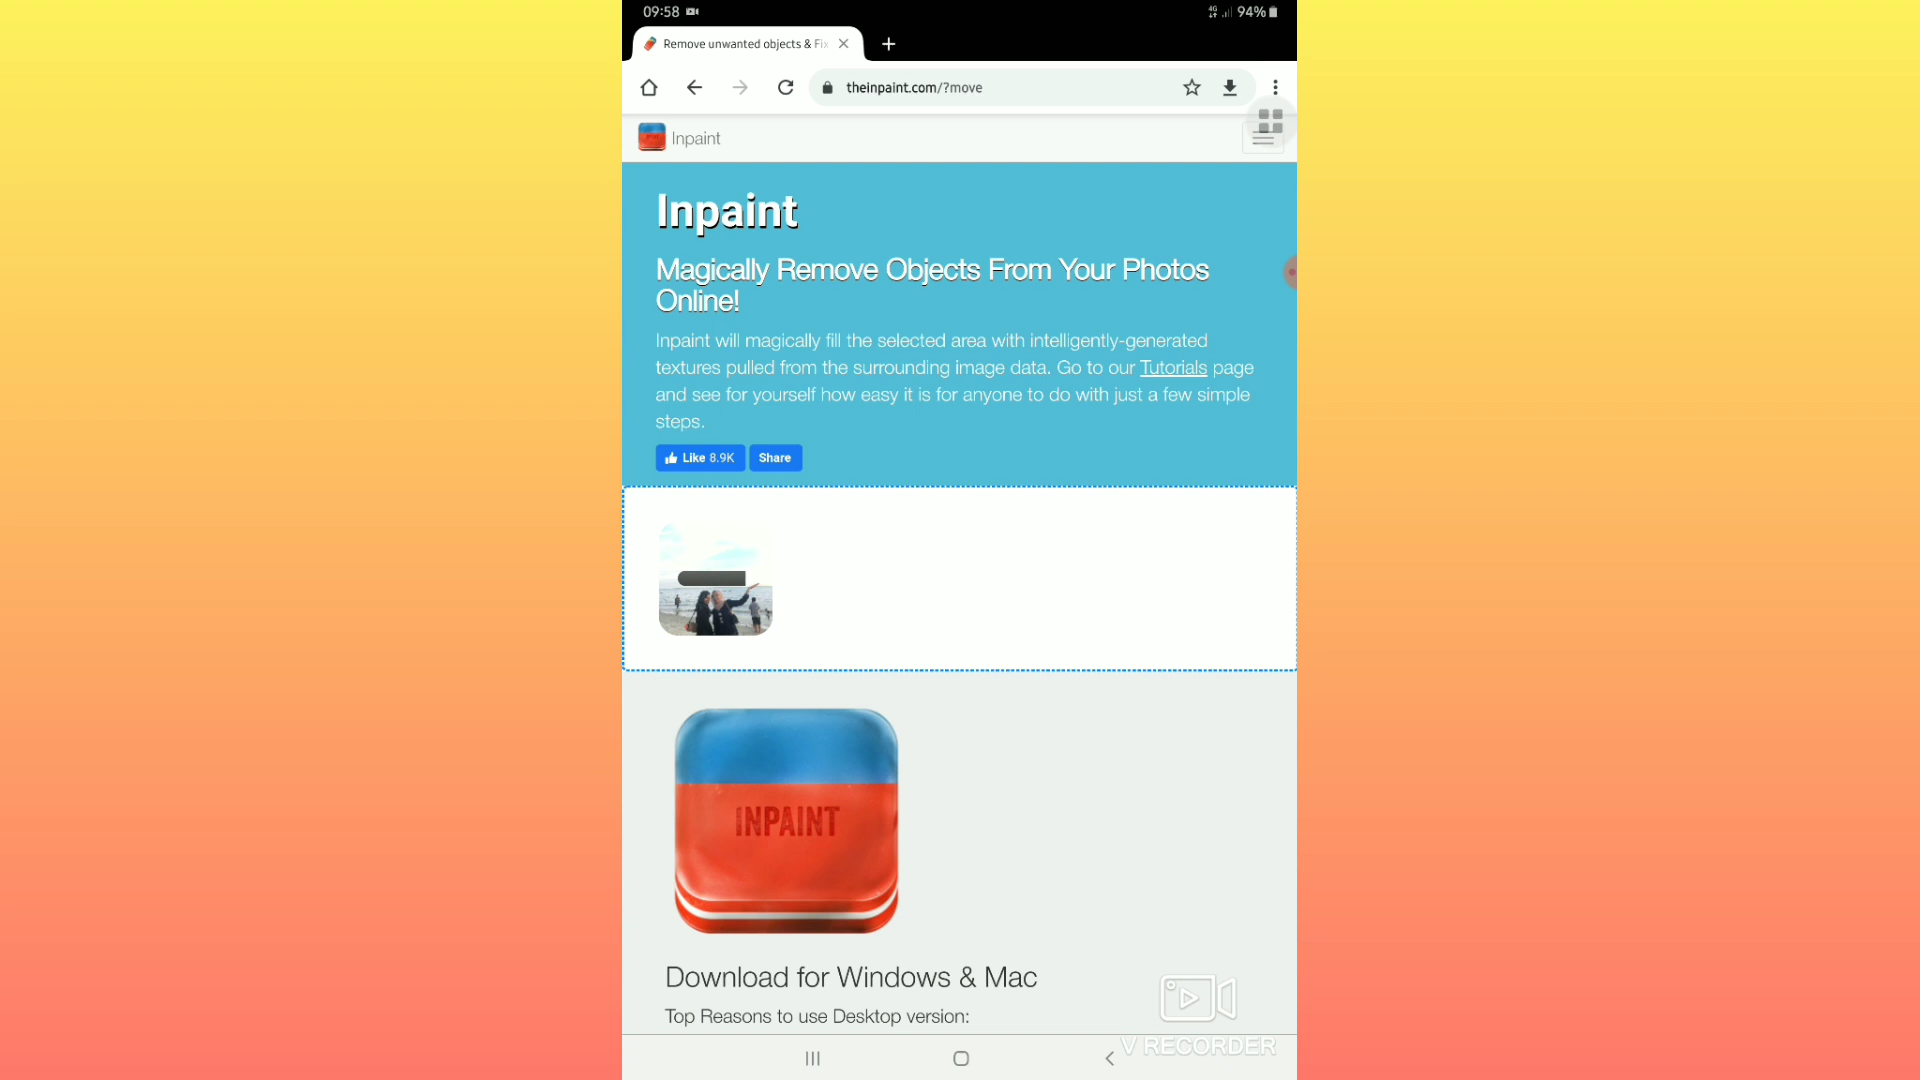 09:58
4G
94%
Remove unwanted objects & Fix
theinpaint.com/?move
Inpaint
Inpaint
Magically Remove Objects From Your Photos
Online!
Inpaint will magically fill the selected area with intelligently-generated
textures pulled from the surrounding image data. Go to our Tutorials page
and see for yourself how easy it is for anyone to do with just a few simple
steps.
Like 8.9K
Share
INPAINT
Download for Windows & Mac
Top Reasons to use Desktop version:
V RECORDER